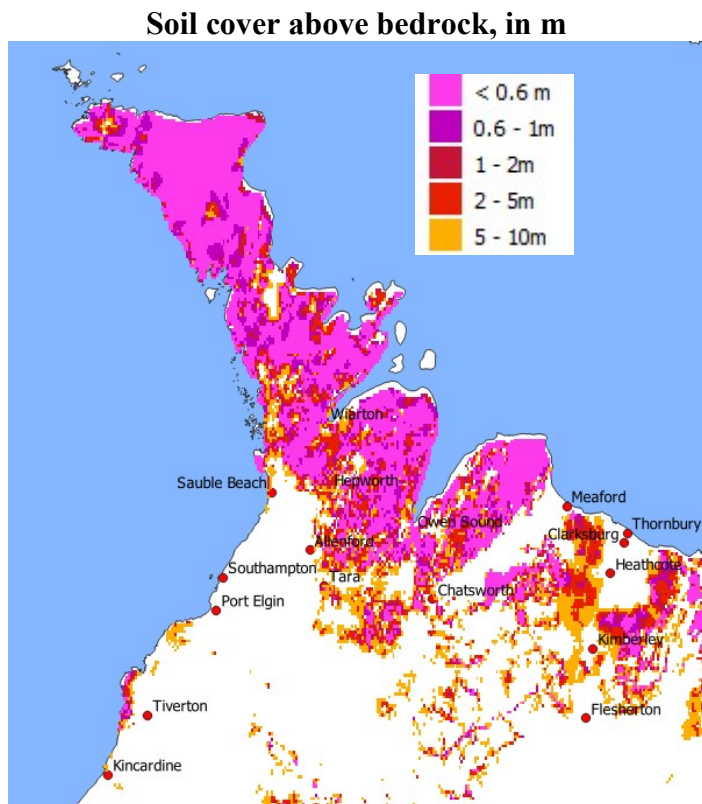 Soil cover above bedrock, in m
< 0.6 m
0.6 - 1m
1 - 2m
2 - 5m
5 - 10m
Wiarton
Sauble Beach
Hepworth
Meaford
Owen Sound
Thornbury
Clarksburg
Allenford
Heathcote
Southampton
Tara
Chatsworth
Port Elgin
Kimberley
Tiverton
Flesherton
Kincardine